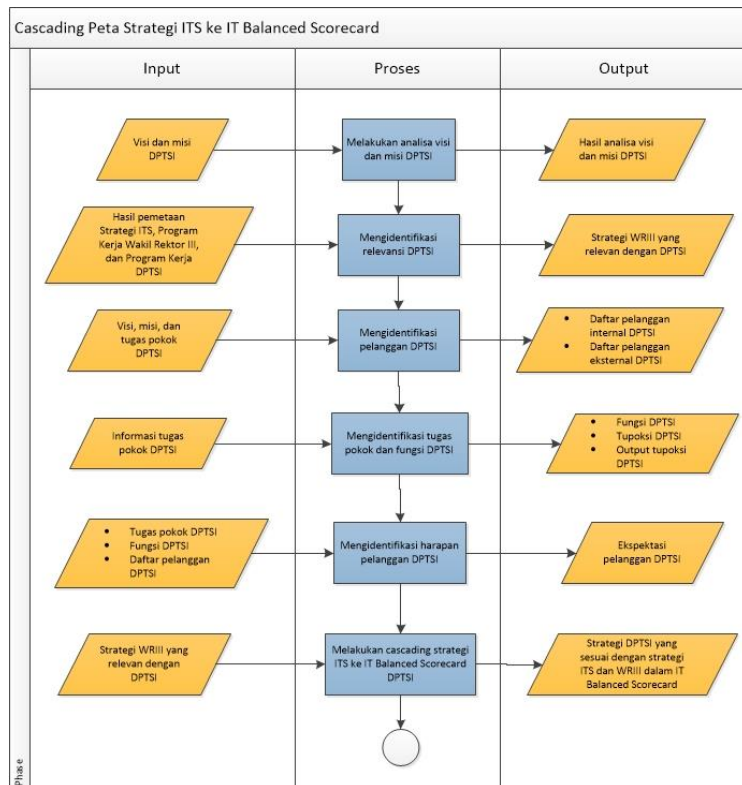 Cascading Peta Strategi ITS ke IT Balanced Scorecard
Input
Proses
Output
Visi dan misi
DPTSI
Melakukan analisa visi
dan misi DPTSI
Hasil analisa visi
dan misi DPTSI
Hasil pemetaan
Strategi ITS, Program
Kerja Wakil Rektor III,
dan Program Kerja
DPTSI
Mengidentifikasi
relevansi DPTSI
Strategi WRIII yang
relevan dengan DPTSI
Visi, misi, dan
tugas pokok
DPTSI
Mengidentifikasi
pelanggan DPTSI
• Daftar pelanggan
internal DPTSI
• Daftar pelanggan
eksternal DPTSI
Informasi tugas
pokok DPTSI
Mengidentifikasi tugas
pokok dan fungsi DPTSI
• Fungsi DPTSI
• Tupoksi DPTSI
• Output tupoksi
DPTSI
• Tugas pokok DPTSI
• Fungsi DPTSI
• Daftar pelanggan
DPTSI
Mengidentifikasi harapan
pelanggan DPTSI
Ekspektasi
pelanggan DPTSI
Strategi WRIII yang
relevan dengan
DPTSI
Melakukan cascading strategi
ITS ke IT Balanced Scorecard
DPTSI
Strategi DPTSI yang
sesuai dengan strategi
ITS dan WRIII dalam IT
Balanced Scorecard
Phase